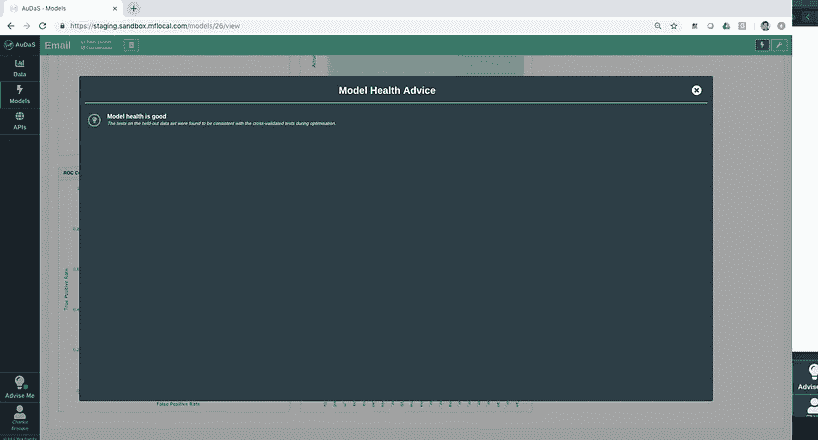 AuDaS - Models
https://staging.sandbox.mflocal.com/models/26/view
AuDaS
Email
Data
Models
APIs
Model Health Advice
Model health is good
The tests on the held-out data set were found to be consistent with the cross-validated tests during optimisation.
ROC
True Positive Rate
False Positive Rate
Advise Me
Advise